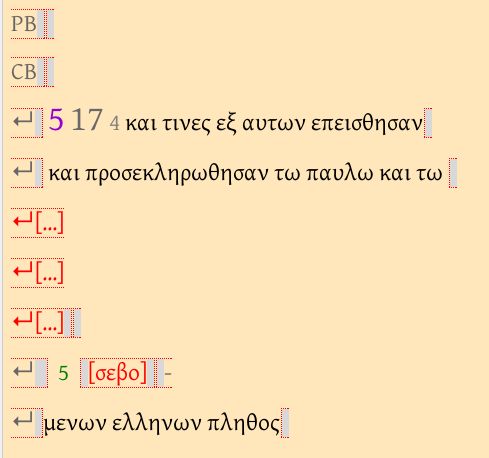 PB
CB
↵ 5 17 4 και τινες εξ αυτων επεισθησαν
↵ και προσεκληρωθησαν τω παυλω και τω
↵[...]
↵[...]
↵[...]
↵ 5 [σεβο] -
↵ μενων ελληνων πληθος